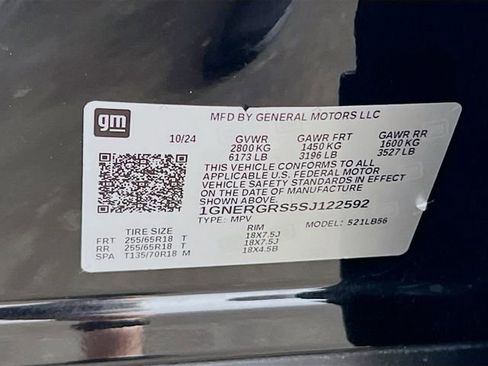 gm
MFD BY GENERAL MOTORS LLC
10/24 GVWR GAWR FRT GAWR RR
2800 KG 1450 KG 1600 KG
6173 LB 3196 LB 3527 LB
THIS VEHICLE CONFORMS TO ALL
APPLICABLE U.S. FEDERAL MOTOR
VEHICLE SAFETY STANDARDS IN EFFECT
ON THE DATE OF MANUFACTURE
SHOWN ABOVE.
1GNERGRS5SJ122592
TYPE: MPV MODEL: 521LB56
TIRE SIZE RIM
FRT 255/65R18 T 18X7.5J
RR 255/65R18 T 18X7.5J
SPA T135/70R18 M 18X4.5B